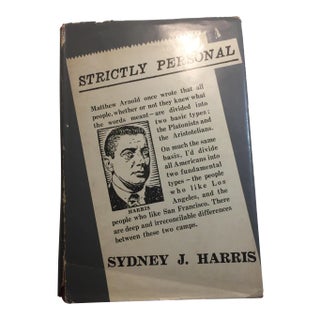 STRICTLY PERSONAL
Matthew Arnold once wrote that all
people, whether or not they knew what
the words meant—are divided into
two basic types;
the Platonists and
the Aristotelians.
On much the same
basis, I'd divide
all Americans into
two fundamental
types—the people
who like Los
Angeles, and the
HARRIS
people who like San Francisco. There
are deep and irreconcilable differences
between these two camps.
SYDNEY J. HARRIS